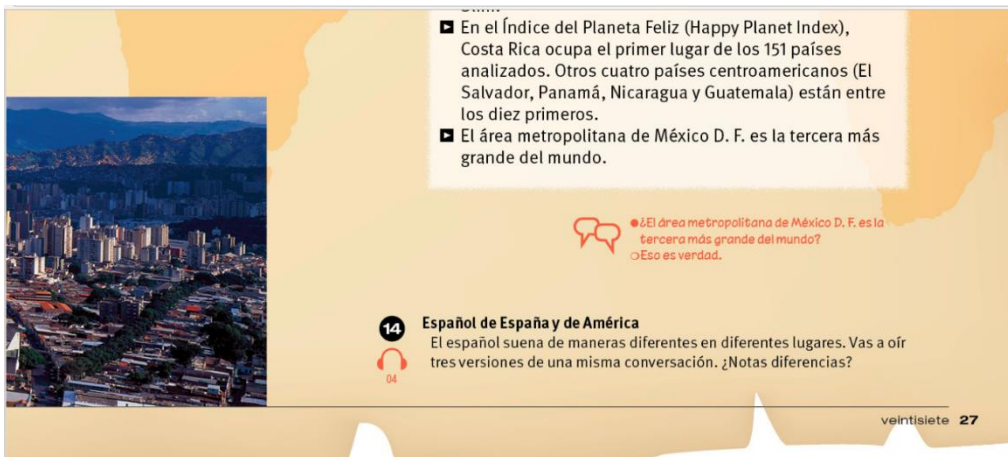 En el Índice del Planeta Feliz (Happy Planet Index),
Costa Rica ocupa el primer lugar de los 151 países
analizados. Otros cuatro países centroamericanos (El
Salvador, Panamá, Nicaragua y Guatemala) están entre
los diez primeros.
El área metropolitana de México D. F. es la tercera más
grande del mundo.
¿El área metropolitana de México D. F. es la
tercera más grande del mundo?
Eso es verdad.
14 Español de España y de América
El español suena de maneras diferentes en diferentes lugares. Vas a oír
tres versiones de una misma conversación. ¿Notas diferencias?
04
veintisiete 27